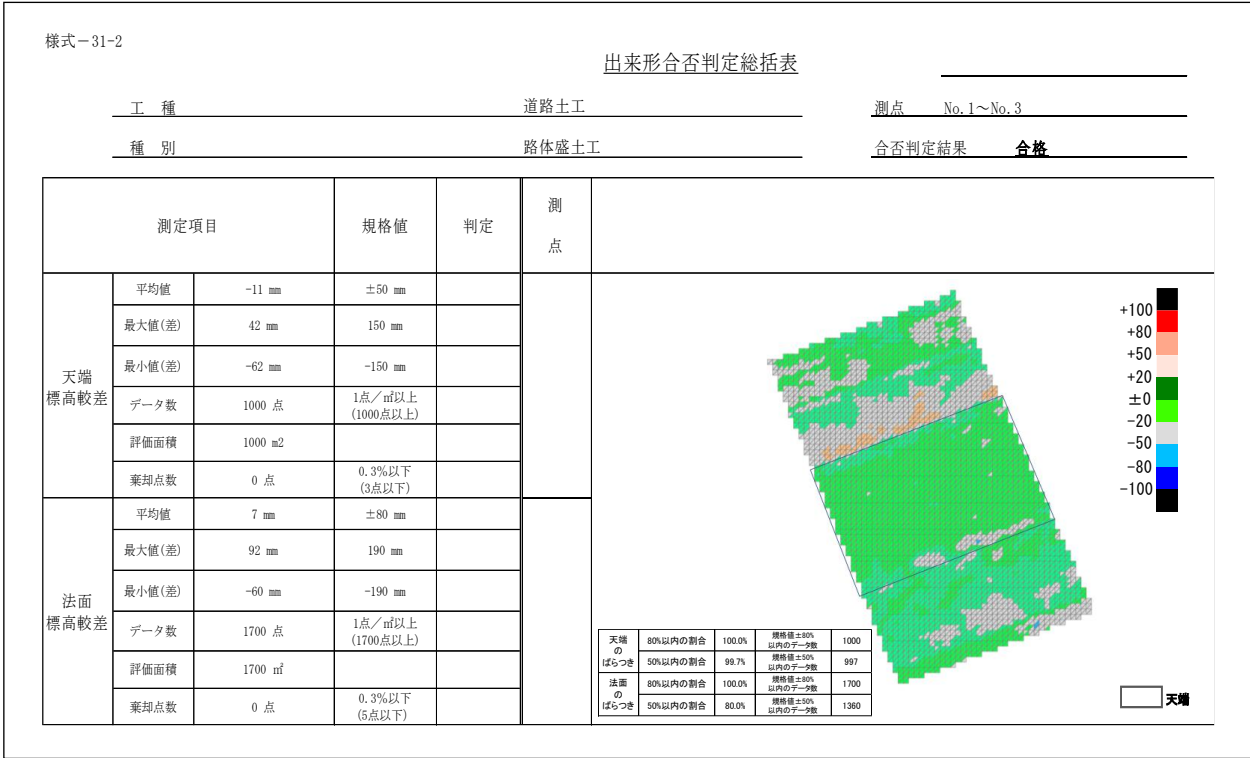 様式－31-2
出来形合否判定総括表
工 種 道路土工 測点 No.1～No.3
種 別 路体盛土工 合否判定結果 合格
測定項目 規格値 判定 測点
天端標高較差
平均値 -11 mm ±50 mm
最大値(差) 42 mm 150 mm
最小値(差) -62 mm -150 mm
データ数 1000 点 1点／㎡以上
(1000点以上)
評価面積 1000 m2
棄却点数 0 点 0.3%以下
(3点以下)
法面標高較差
平均値 7 mm ±80 mm
最大値(差) 92 mm 190 mm
最小値(差) -60 mm -190 mm
データ数 1700 点 1点／㎡以上
(1700点以上)
評価面積 1700 ㎡
棄却点数 0 点 0.3%以下
(5点以下)
+100
+80
+50
+20
±0
-20
-50
-80
-100
天端のばらつき
80%以内の割合 100.0% 規格値±80%以内のデータ数 1000
50%以内の割合 99.7% 規格値±50%以内のデータ数 997
法面のばらつき
80%以内の割合 100.0% 規格値±80%以内のデータ数 1700
50%以内の割合 80.0% 規格値±50%以内のデータ数 1360
天端